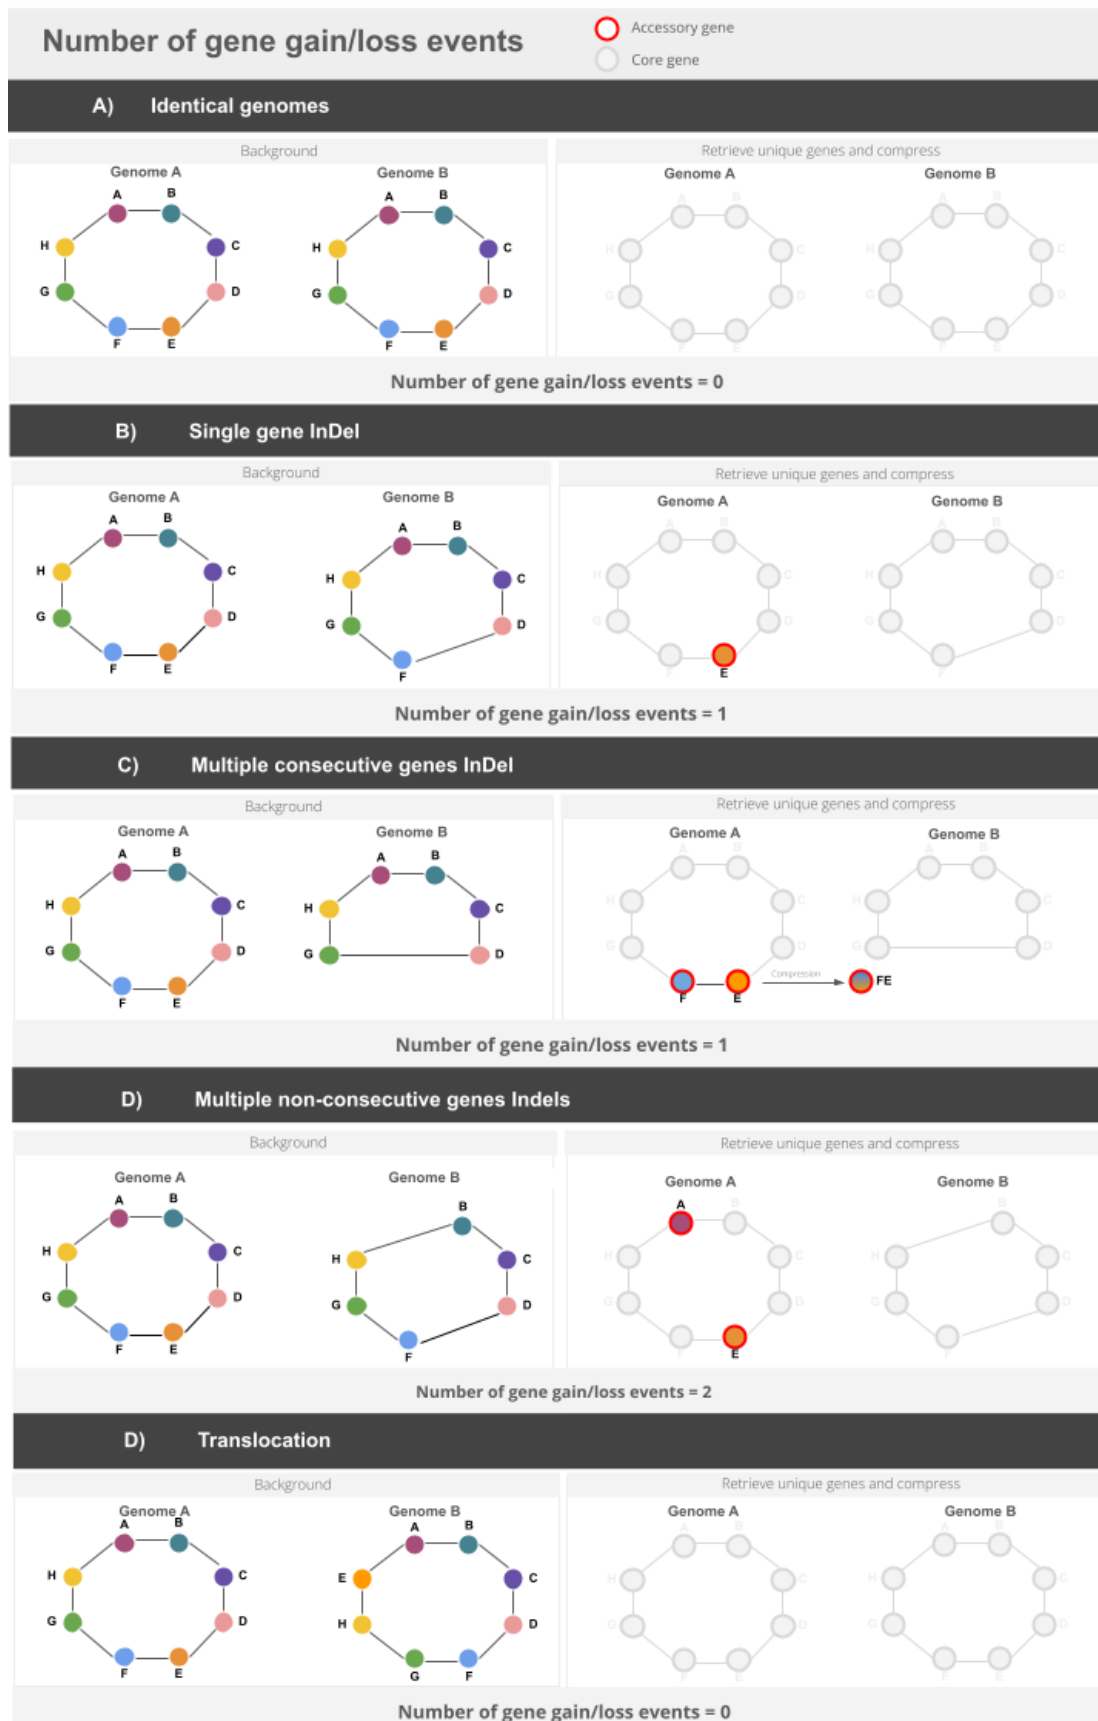 Number of gene gain/loss events
Accessory gene
Core gene
A) Identical genomes
Background
Retrieve unique genes and compress
Genome A
Genome B
Genome A
Genome B
A B
A B
A B
A B
H C
H C
H C
H C
G D
G D
G D
G D
F E
F E
F E
F E
Number of gene gain/loss events = 0
B) Single gene InDel
Background
Retrieve unique genes and compress
Genome A
Genome B
Genome A
Genome B
A B
A B
A B
A B
H C
H C
H C
H C
G D
G D
G D
G D
F E
F
F E
F
Number of gene gain/loss events = 1
C) Multiple consecutive genes InDel
Background
Retrieve unique genes and compress
Genome A
Genome B
Genome A
Genome B
A B
A B
A B
A B
H C
H C
H C
H C
G D
G D
G D
G D
F E
F E
Compression
FE
Number of gene gain/loss events = 1
D) Multiple non-consecutive genes Indels
Background
Retrieve unique genes and compress
Genome A
Genome B
Genome A
Genome B
A B
B
A B
B
H C
H C
H C
H C
G D
G D
G D
G D
F E
F
F E
F
Number of gene gain/loss events = 2
D) Translocation
Background
Retrieve unique genes and compress
Genome A
Genome B
Genome A
Genome B
A B
A B
A B
A B
H C
E C
H C
H C
G D
H D
G D
G D
F E
G F
F E
F E
Number of gene gain/loss events = 0